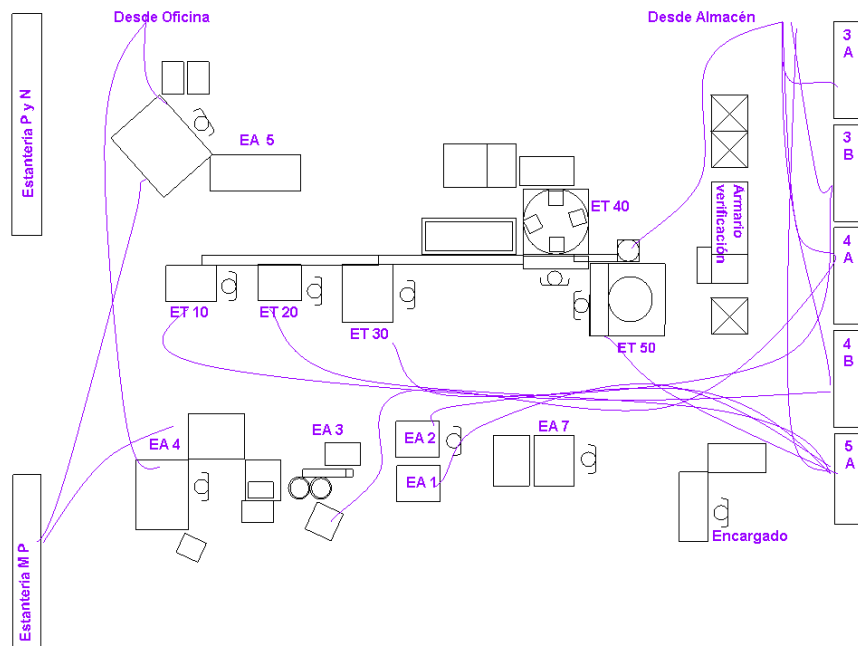 Desde Oficina
Desde Almacén
3
A
Estantería P y N
EA 5
3
B
ET 40
Armario
verificación
4
A
ET 10
ET 20
ET 30
ET 50
4
B
EA 4
EA 3
EA 2
EA 7
5
A
EA 1
Encargado
Estantería M P